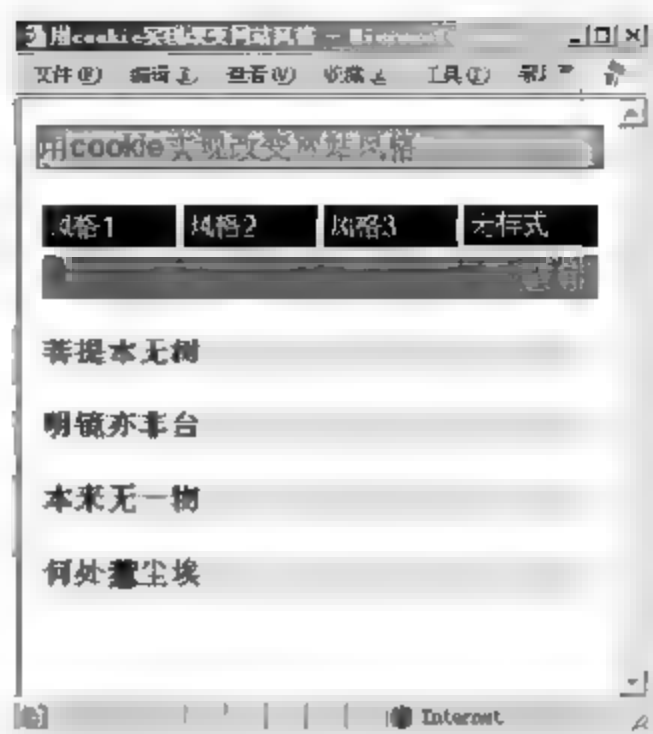 用cookie实现改变网站风格 - Microsoft
文件(F) 编辑(E) 查看(V) 收藏(A) 工具(T)
用cookie实现改变网站风格
风格1 风格2 风格3 无样式
菩提本无树
明镜亦非台
本来无一物
何处惹尘埃
Internet